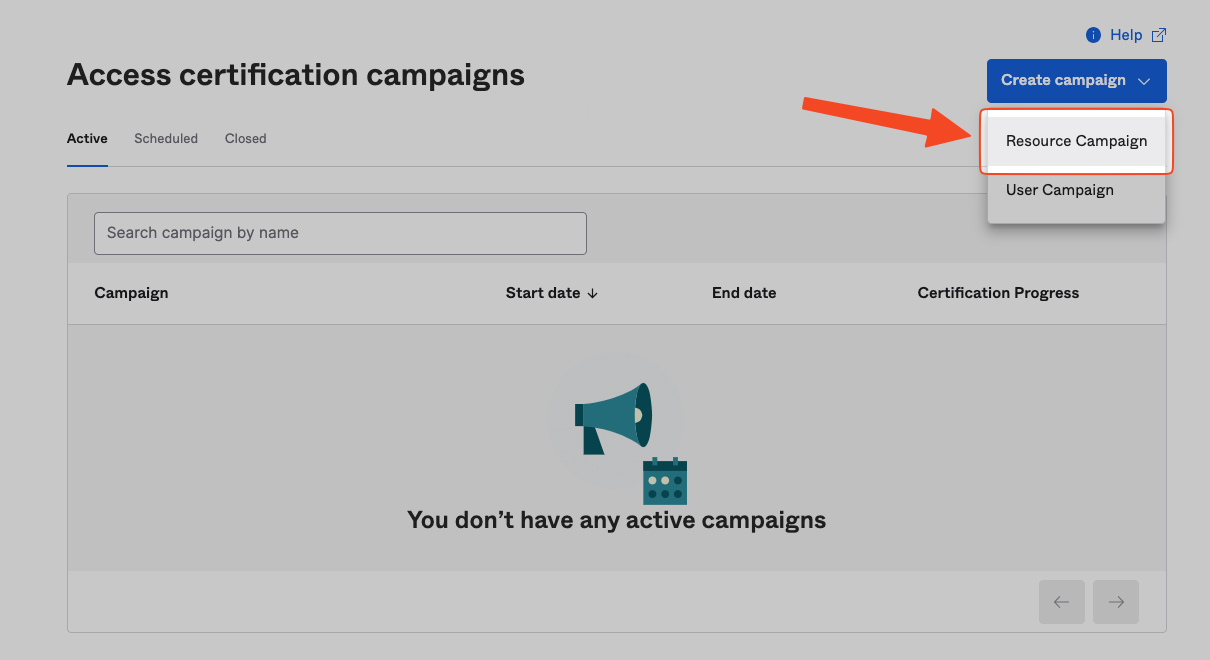 Help
Access certification campaigns
Create campaign
Active Scheduled Closed
Resource Campaign
User Campaign
Search campaign by name
Campaign Start date End date Certification Progress
You don’t have any active campaigns